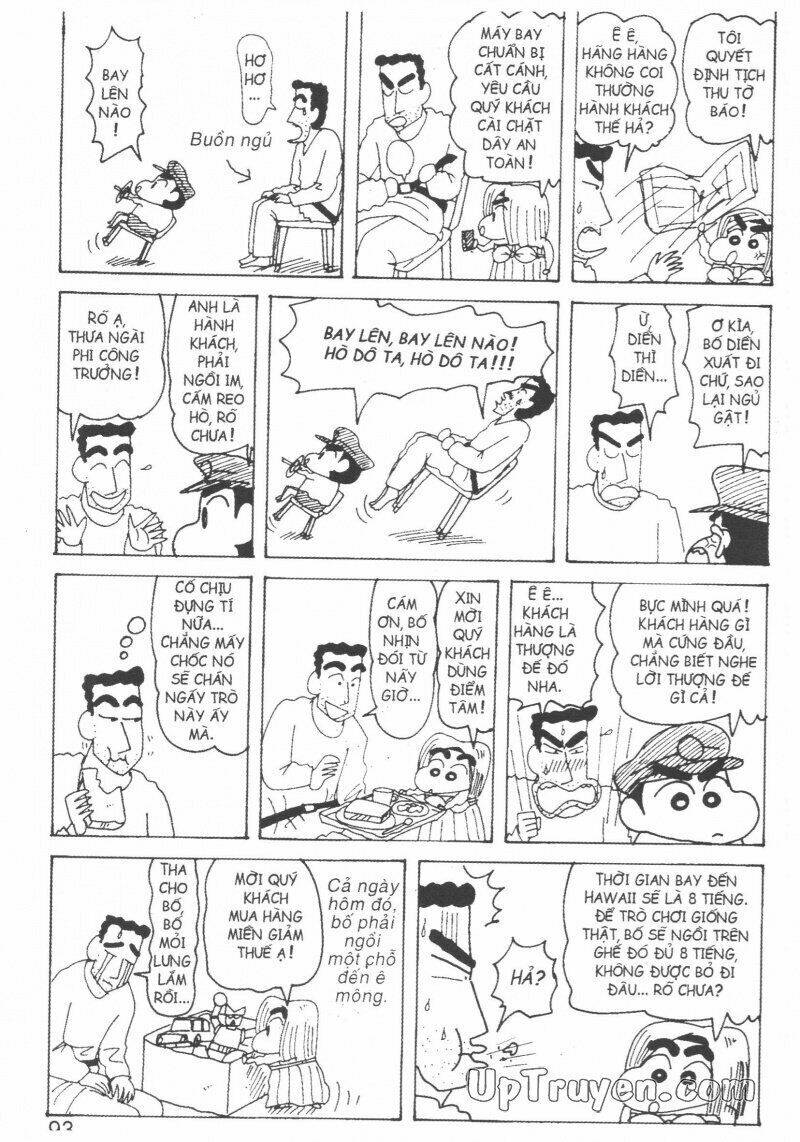 TÔI
QUYẾT
ĐỊNH TỊCH
THU TỜ
BÁO!
Ê Ê,
HÃNG HÀNG
KHÔNG COI
THƯỜNG
HÀNH KHÁCH
THẾ HẢ?
MÁY BAY
CHUẨN BỊ
CẤT CÁNH,
YÊU CẦU
QUÝ KHÁCH
CÀI CHẶT
DÂY AN
TOÀN!
HƠ
HƠ
...
Buồn ngủ
BAY
LÊN
NÀO
!
Ơ KÌA,
BỐ DIỄN
XUẤT ĐI
CHỨ, SAO
LẠI NGỦ
GẬT!
Ừ,
DIỄN
THÌ
DIỄN...
BAY LÊN, BAY LÊN NÀO!
HÒ DÔ TA, HÒ DÔ TA!!!
ANH LÀ
HÀNH
KHÁCH,
PHẢI
NGỒI IM,
CẤM REO
HÒ, RÕ
CHƯA!
RÕ Ạ,
THƯA NGÀI
PHI CÔNG
TRƯỞNG!
BỰC MÌNH QUÁ!
KHÁCH HÀNG GÌ
MÀ CỨNG ĐẦU,
CHẲNG BIẾT NGHE
LỜI THƯỢNG ĐẾ
GÌ CẢ!
Ê Ê...
KHÁCH
HÀNG LÀ
THƯỢNG
ĐẾ ĐÓ
NHA.
XIN
MỜI
QUÝ
KHÁCH
DÙNG
ĐIỂM
TÂM!
CÁM
ƠN, BỐ
NHỊN
ĐÓI TỪ
NÃY
GIỜ...
CỐ CHỊU
ĐỰNG TÍ
NỮA...
CHẲNG MẤY
CHỐC NÓ
SẼ CHÁN
NGẤY TRÒ
NÀY ẤY
MÀ.
THỜI GIAN BAY ĐẾN
HAWAII SẼ LÀ 8 TIẾNG.
ĐỂ TRÒ CHƠI GIỐNG
THẬT, BỐ SẼ NGỒI TRÊN
GHẾ ĐÓ ĐỦ 8 TIẾNG,
KHÔNG ĐƯỢC BỎ ĐI
ĐÂU... RÕ CHƯA?
HẢ?
Cả ngày
hôm đó,
bố phải
ngồi
một chỗ
đến ê
mông.
MỜI QUÝ
KHÁCH
MUA HÀNG
MIỄN GIẢM
THUẾ Ạ!
THA
CHO
BỐ,
BỐ
MỎI
LƯNG
LẮM
RỒI...
UpTruyen.com